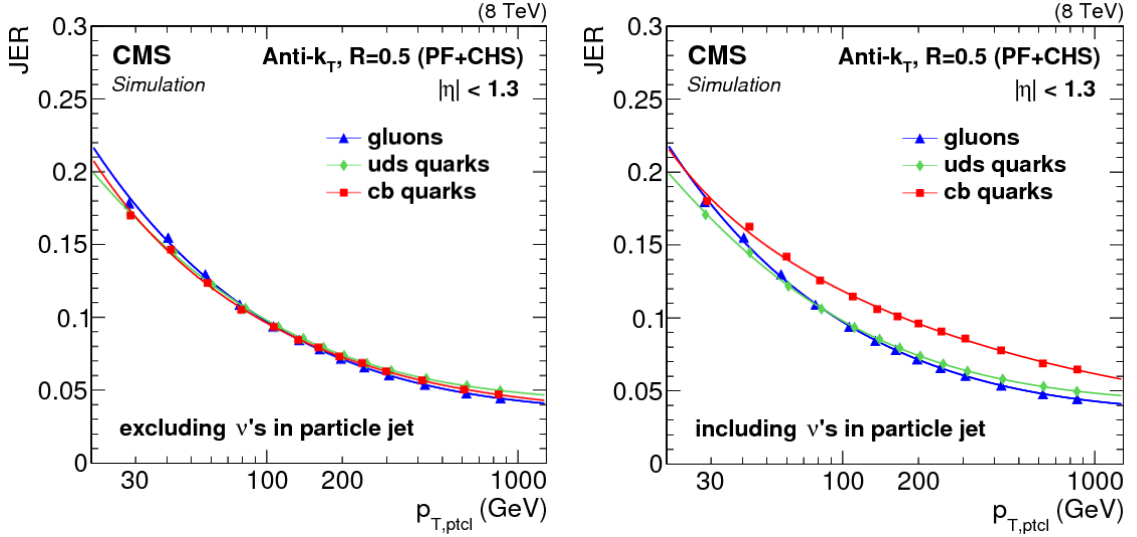 (8 TeV)
JER
0.3
0.25
0.2
0.15
0.1
0.05
0
CMS
Simulation
Anti-k_T, R=0.5 (PF+CHS)
|η| < 1.3
gluons
uds quarks
cb quarks
excluding ν's in particle jet
30 100 200 1000
p_T,ptcl (GeV)
(8 TeV)
JER
0.3
0.25
0.2
0.15
0.1
0.05
0
CMS
Simulation
Anti-k_T, R=0.5 (PF+CHS)
|η| < 1.3
gluons
uds quarks
cb quarks
including ν's in particle jet
30 100 200 1000
p_T,ptcl (GeV)